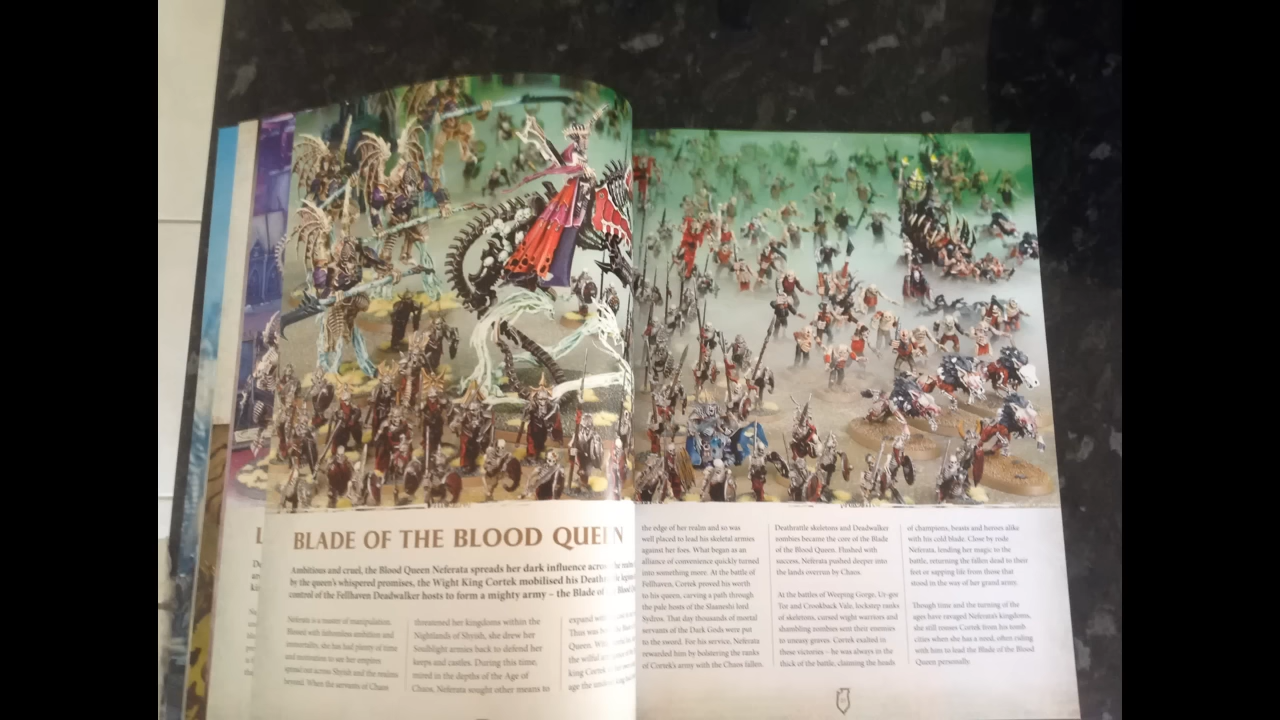 BLADE OF THE BLOOD QUEEN
Ambitious and cruel, the Blood Queen Neferata spreads her dark influence across the
by the queen's whispered promises, the Wight King Cortek mobilised his
control of the Fellhaven Deadwalker hosts to form a mighty army – the Blade of
Neferata is a master of manipulation.
Blessed with fathomless ambition and
immortality, she has had plenty of time
and motivation to see her empires
spread out across Shyish and the realms
beyond. When the servants of Chaos
threatened her kingdoms within the
Nightlands of Shyish, she drew her
Soulblight armies back to defend her
keeps and castles. During this time,
mired in the depths of the Age of
Chaos, Neferata sought other means to
expand
Thus was
Queen.
the wilful
king
age the
the edge of her realm and so was
well placed to lead his skeletal armies
against her foes. What began as an
alliance of convenience quickly turned
into something more. At the battle of
Fellhaven, Cortek proved his worth
to his queen, carving a path through
the pale hosts of the Slaaneshi lord
Sydros. That day thousands of mortal
servants of the Dark Gods were put
to the sword. For his service, Neferata
rewarded him by bolstering the ranks
of Cortek's army with the Chaos fallen.
Deathrattle skeletons and Deadwalker
zombies became the core of the Blade
of the Blood Queen. Flushed with
success, Neferata pushed deeper into
the lands overrun by Chaos.
At the battles of Weeping Gorge, Ur-gov
Tor and Crookback Vale, lockstep ranks
of skeletons, cursed wight warriors and
shambling zombies sent their enemies
to uneasy graves. Cortek exulted in
these victories – he was always in the
thick of the battle, claiming the heads
of champions, beasts and heroes alike
with his cold blade. Close by rode
Neferata, lending her magic to the
battle, returning the fallen dead to their
feet or sapping life from those that
stood in the way of her grand army.
Though time and the turning of the
ages have ravaged Neferata's kingdoms,
she still rouses Cortek from his tomb
cities when she has a need, often riding
with him to lead the Blade of the Blood
Queen personally.